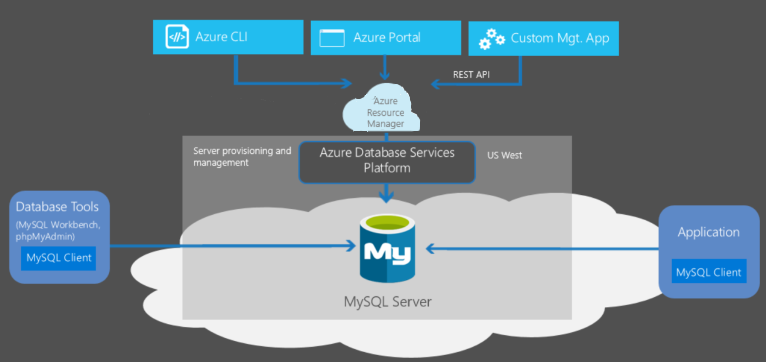 Azure CLI
Azure Portal
Custom Mgt. App
REST API
Azure
Resource
Manager
Server provisioning and
management
Azure Database Services
Platform
US West
Database Tools
(MySQL Workbench,
phpMyAdmin)
MySQL Client
My
MySQL Server
Application
MySQL Client